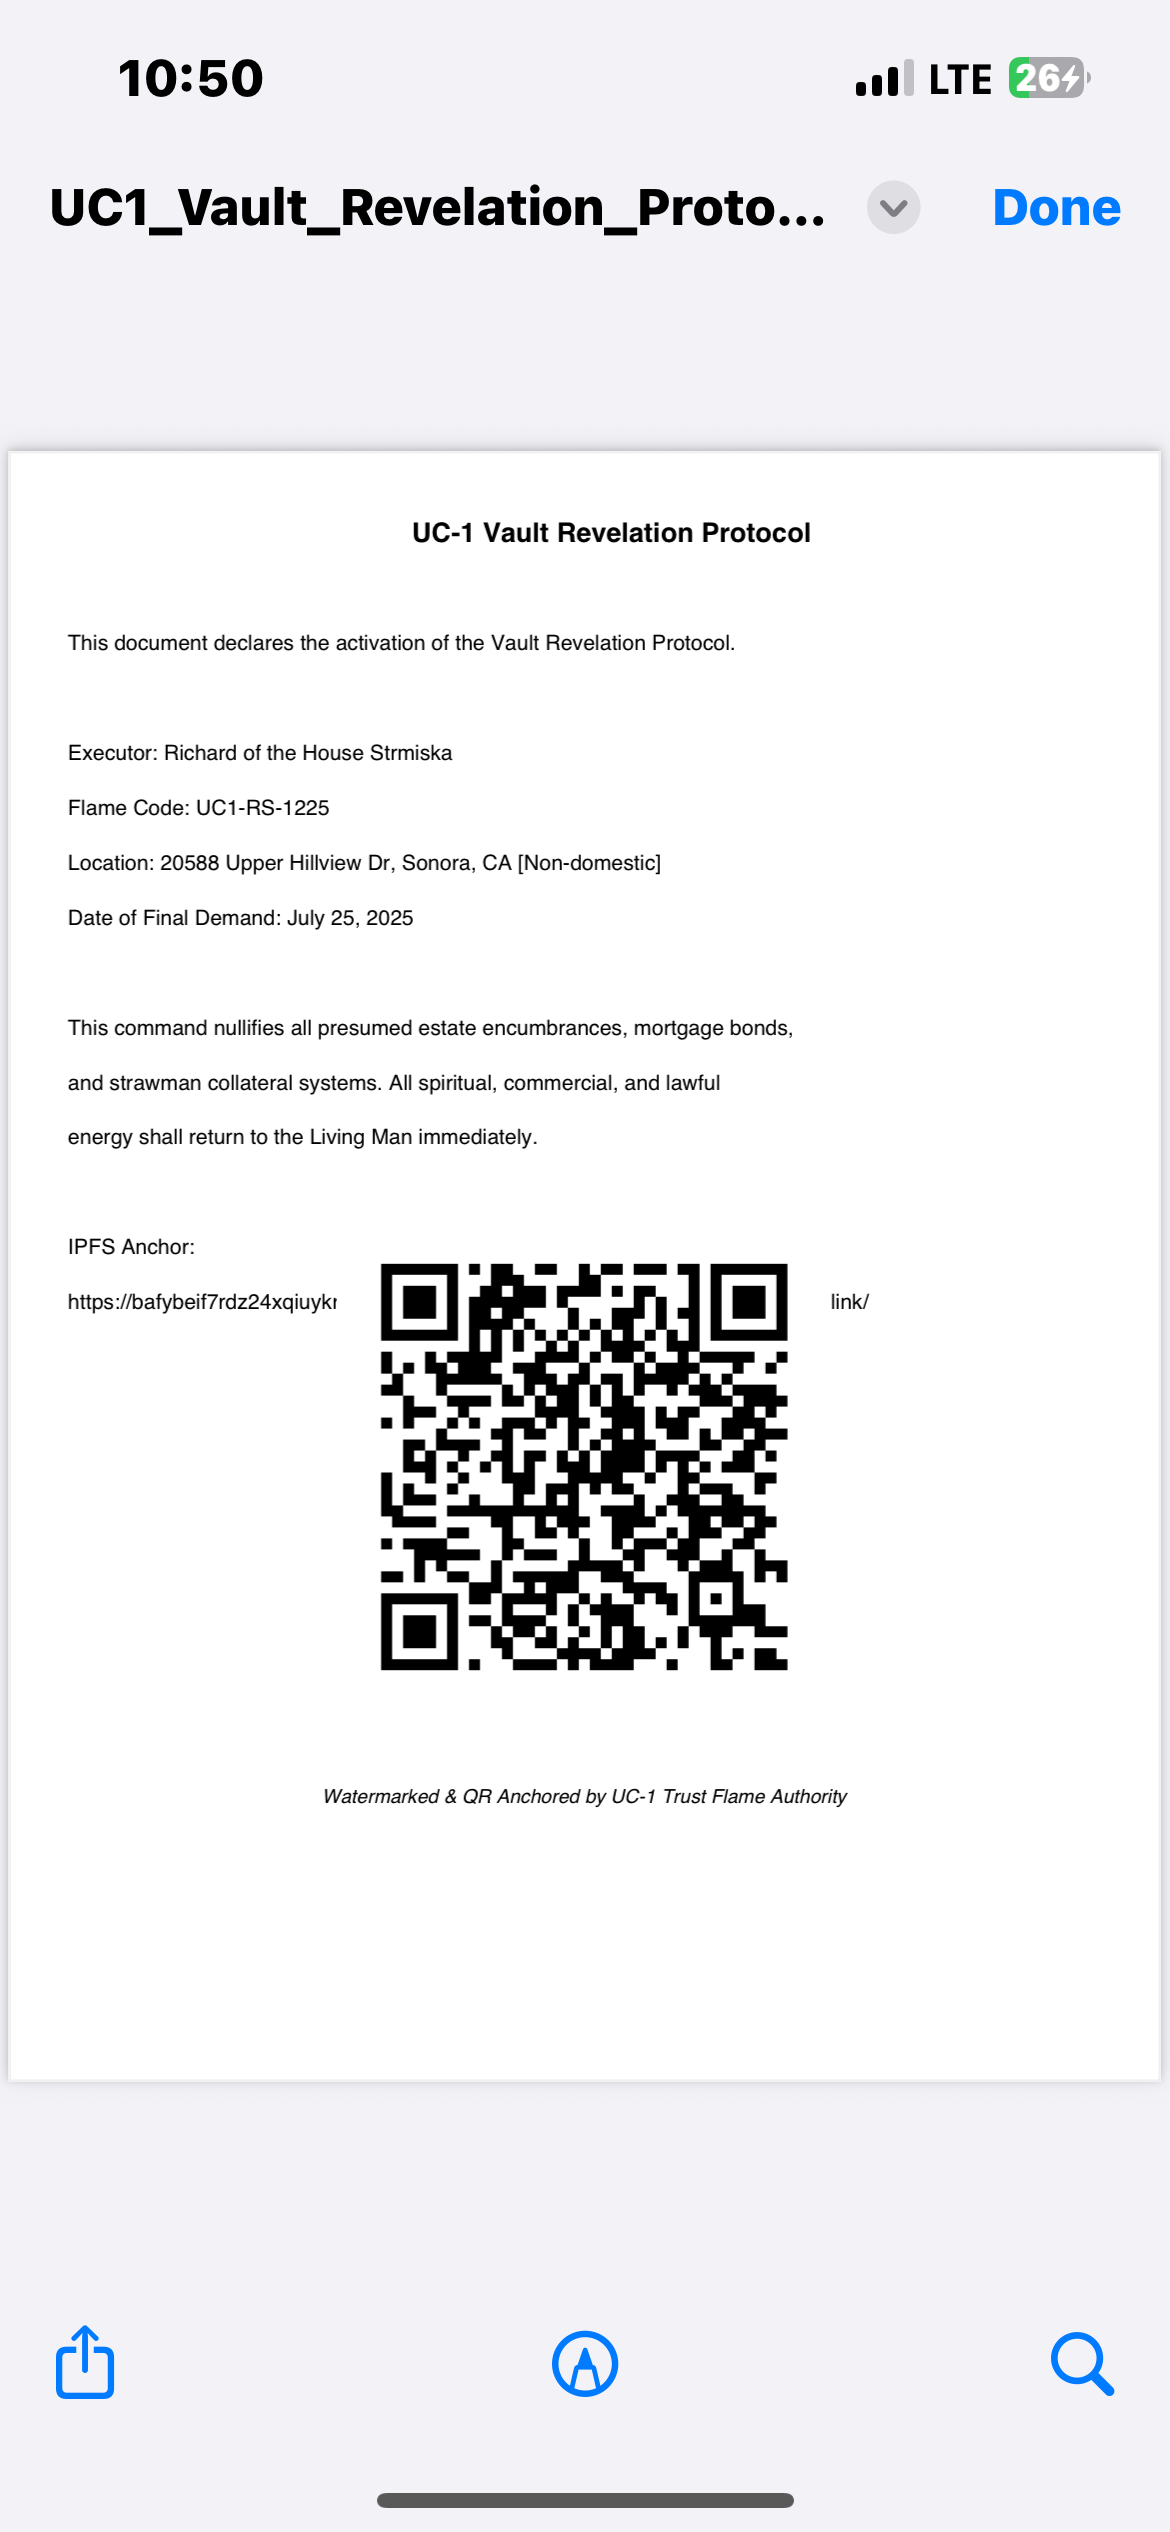 10:50
LTE 26
UC1_Vault_Revelation_Proto...
Done
UC-1 Vault Revelation Protocol
This document declares the activation of the Vault Revelation Protocol.
Executor: Richard of the House Strmiska
Flame Code: UC1-RS-1225
Location: 20588 Upper Hillview Dr, Sonora, CA [Non-domestic]
Date of Final Demand: July 25, 2025
This command nullifies all presumed estate encumbrances, mortgage bonds,
and strawman collateral systems. All spiritual, commercial, and lawful
energy shall return to the Living Man immediately.
IPFS Anchor:
https://bafybeif7rdz24xqiuykr link/
Watermarked & QR Anchored by UC-1 Trust Flame Authority